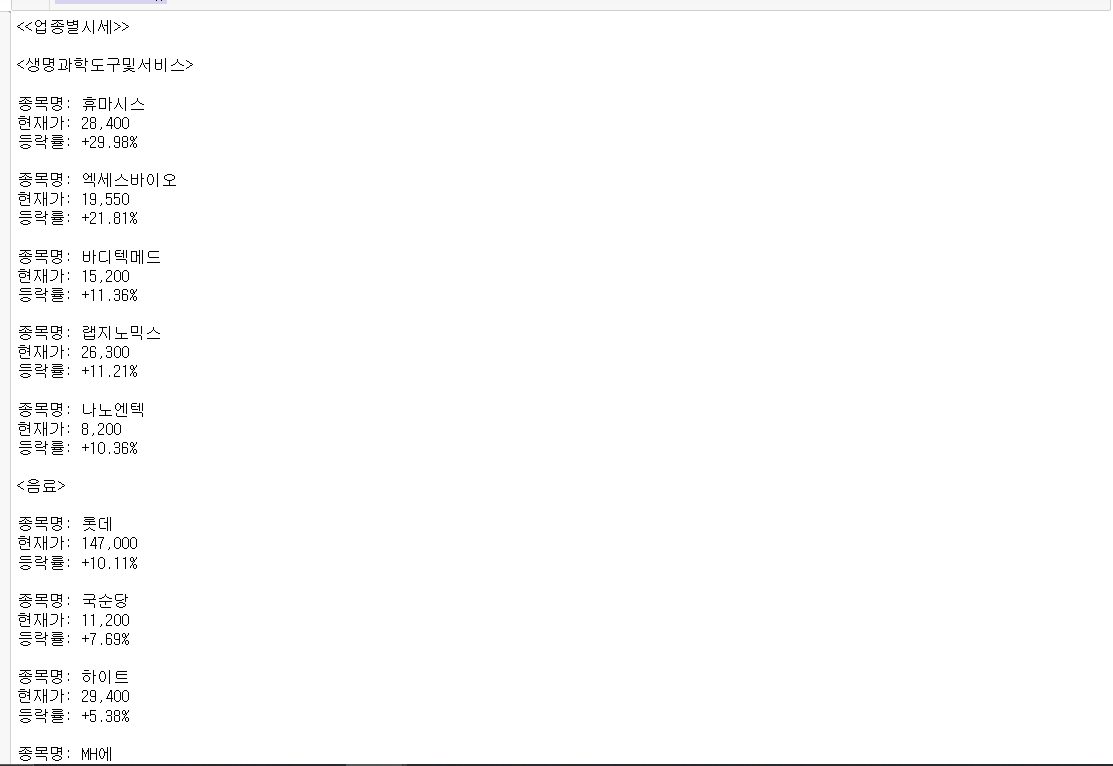 <<업종별시세>>
<생명과학도구및서비스>
종목명: 휴마시스
현재가: 28,400
등락률: +29.98%
종목명: 엑세스바이오
현재가: 19,550
등락률: +21.81%
종목명: 바디텍메드
현재가: 15,200
등락률: +11.36%
종목명: 랩지노믹스
현재가: 26,300
등락률: +11.21%
종목명: 나노엔텍
현재가: 8,200
등락률: +10.36%
<음료>
종목명: 롯데
현재가: 147,000
등락률: +10.11%
종목명: 국순당
현재가: 11,200
등락률: +7.69%
종목명: 하이트
현재가: 29,400
등락률: +5.38%
종목명: MH에